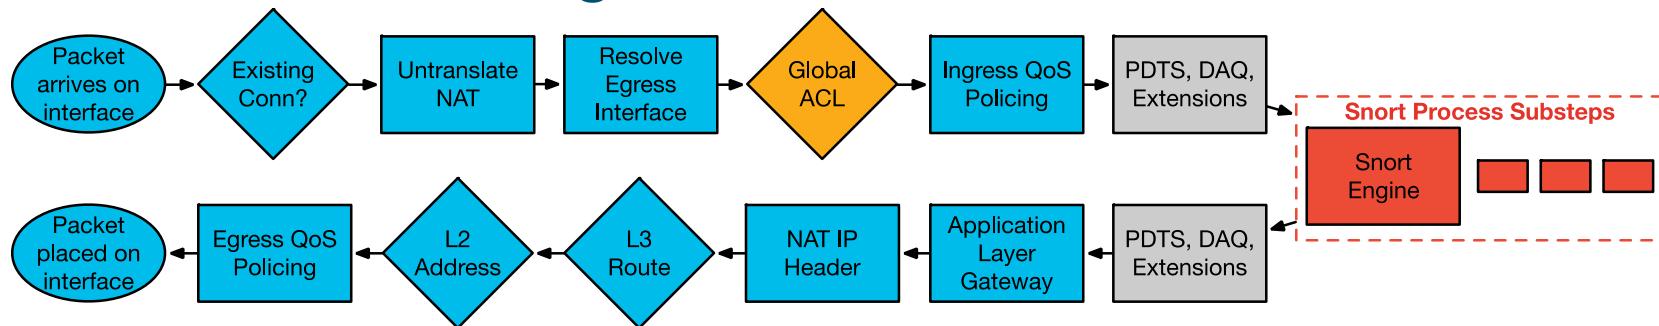 Packet
arrives on
interface
Existing
Conn?
Untranslate
NAT
Resolve
Egress
Interface
Global
ACL
Ingress QoS
Policing
PDTS, DAQ,
Extensions
Snort Process Substeps
Snort
Engine
Packet
placed on
interface
Egress QoS
Policing
L2
Address
L3
Route
NAT IP
Header
Application
Layer
Gateway
PDTS, DAQ,
Extensions